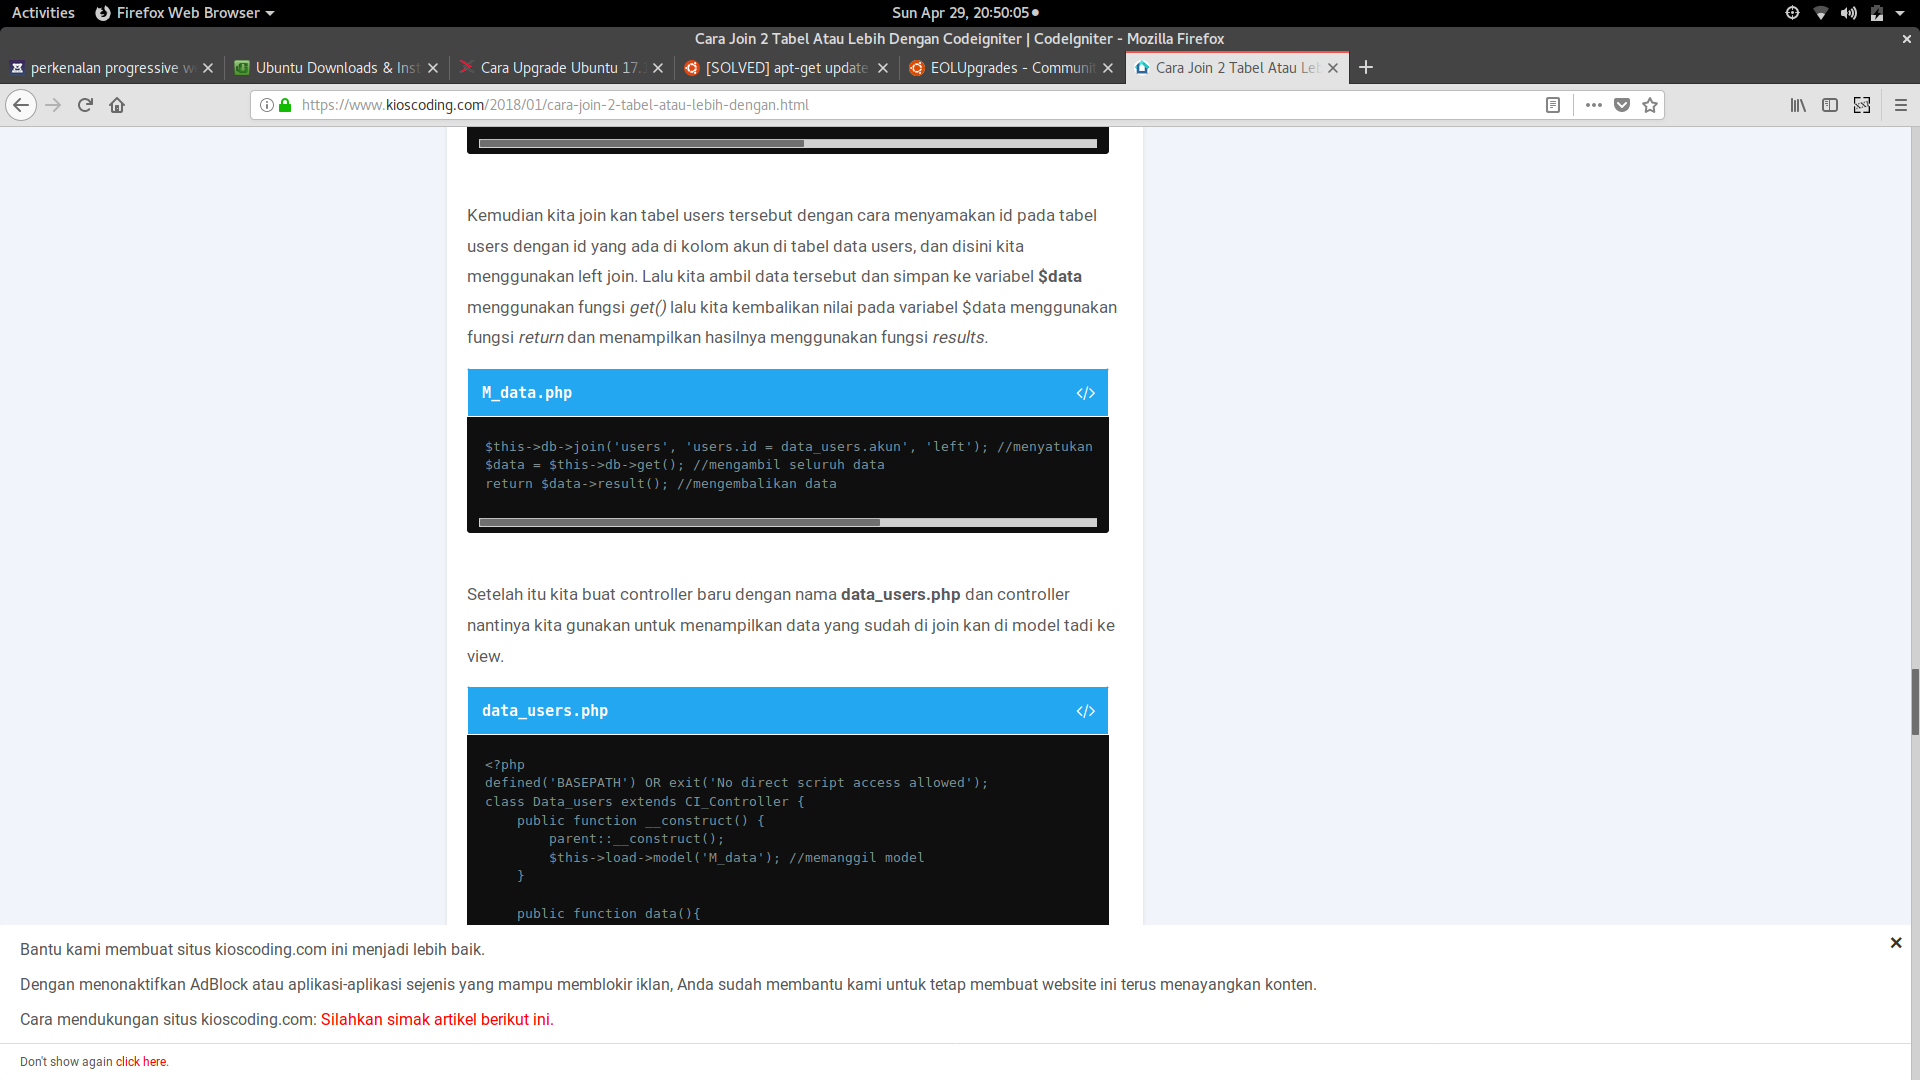 Activities
Firefox Web Browser
Sun Apr 29, 20:50:05
Cara Join 2 Tabel Atau Lebih Dengan Codeigniter | CodeIgniter - Mozilla Firefox
perkenalan progressive w
Ubuntu Downloads & Inst
Cara Upgrade Ubuntu 17.
[SOLVED] apt-get update
EOLUpgrades - Communi
Cara Join 2 Tabel Atau Le
https://www.kioscoding.com/2018/01/cara-join-2-tabel-atau-lebih-dengan.html
Kemudian kita join kan tabel users tersebut dengan cara menyamakan id pada tabel
users dengan id yang ada di kolom akun di tabel data users, dan disini kita
menggunakan left join. Lalu kita ambil data tersebut dan simpan ke variabel $data
menggunakan fungsi get() lalu kita kembalikan nilai pada variabel $data menggunakan
fungsi return dan menampilkan hasilnya menggunakan fungsi results.
M_data.php
</>
$this->db->join('users', 'users.id = data_users.akun', 'left'); //menyatukan
$data = $this->db->get(); //mengambil seluruh data
return $data->result(); //mengembalikan data
Setelah itu kita buat controller baru dengan nama data_users.php dan controller
nantinya kita gunakan untuk menampilkan data yang sudah di join kan di model tadi ke
view.
data_users.php
</>
<?php
defined('BASEPATH') OR exit('No direct script access allowed');
class Data_users extends CI_Controller {
public function __construct() {
parent::__construct();
$this->load->model('M_data'); //memanggil model
}
public function data(){
Bantu kami membuat situs kioscoding.com ini menjadi lebih baik.
Dengan menonaktifkan AdBlock atau aplikasi-aplikasi sejenis yang mampu memblokir iklan, Anda sudah membantu kami untuk tetap membuat website ini terus menayangkan konten.
Cara mendukungan situs kioscoding.com: Silahkan simak artikel berikut ini.
Don't show again click here.